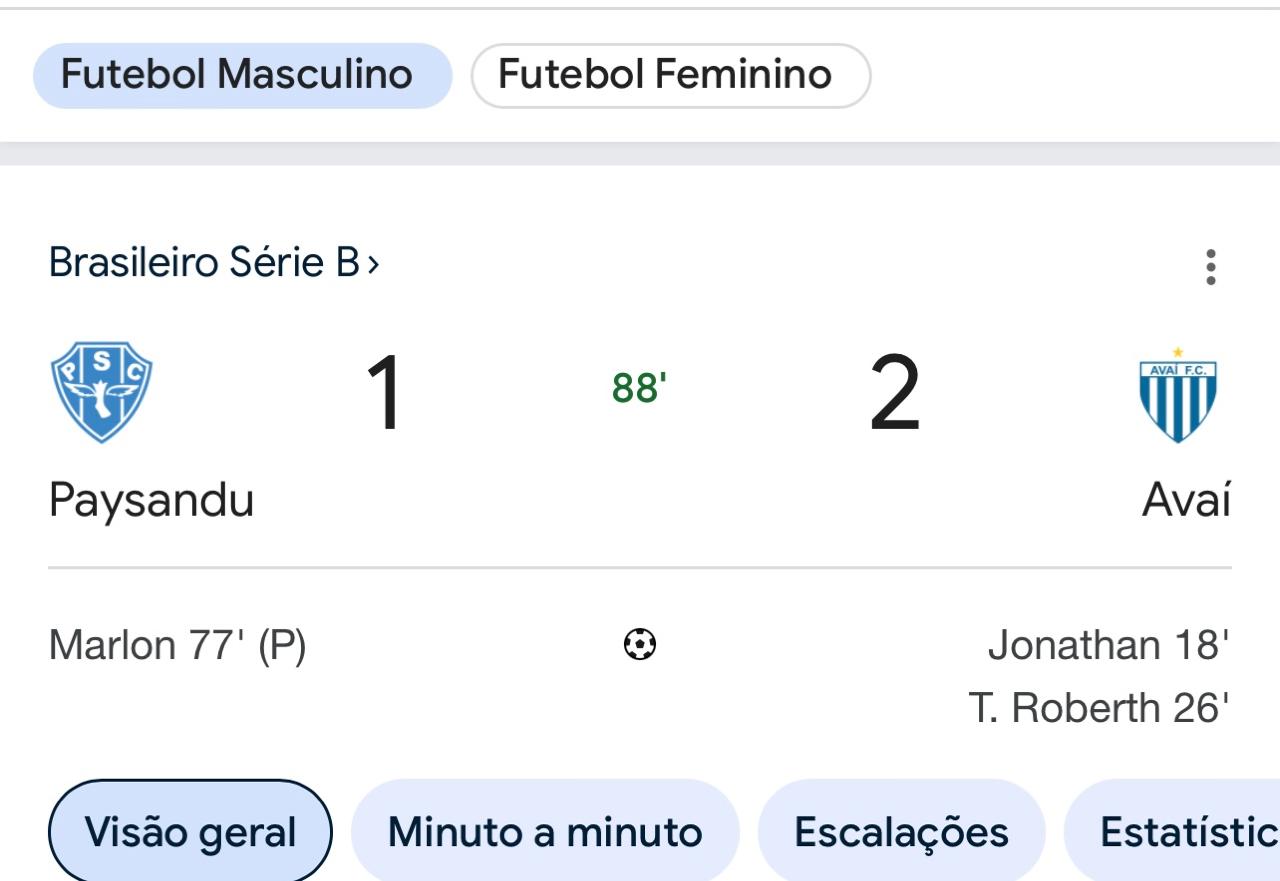 Futebol Masculino Futebol Feminino
Brasileiro Série B ›
PSC
AVAÍ F.C.
1 88' 2
Paysandu Avaí
Marlon 77' (P) Jonathan 18'
T. Roberth 26'
Visão geral Minuto a minuto Escalações Estatístic